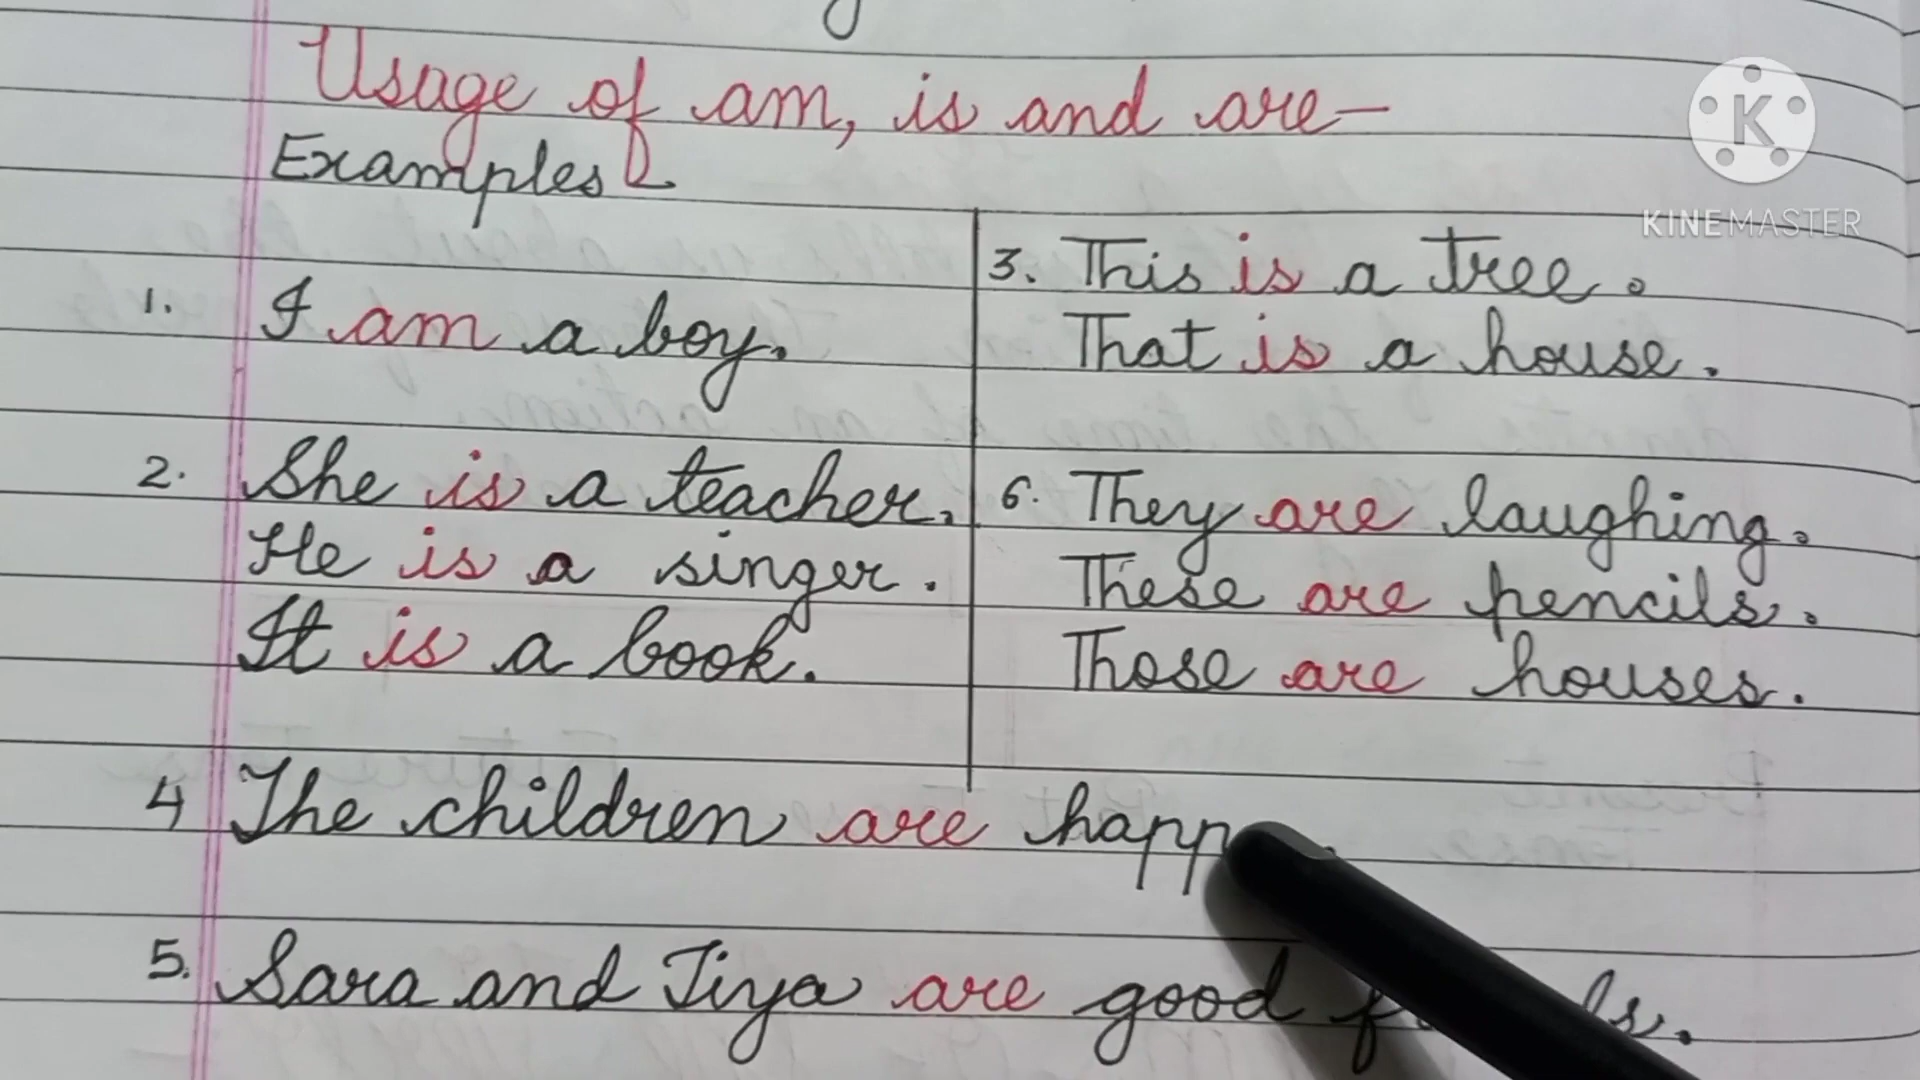 Usage of am, is and are—
Examples
1. I am a boy.
2. She is a teacher.
He is a singer.
It is a book.
3. This is a tree.
That is a house.
6. They are laughing.
These are pencils.
Those are houses.
4 The children are
5. Sara and Jiya are good
KINEMASTER